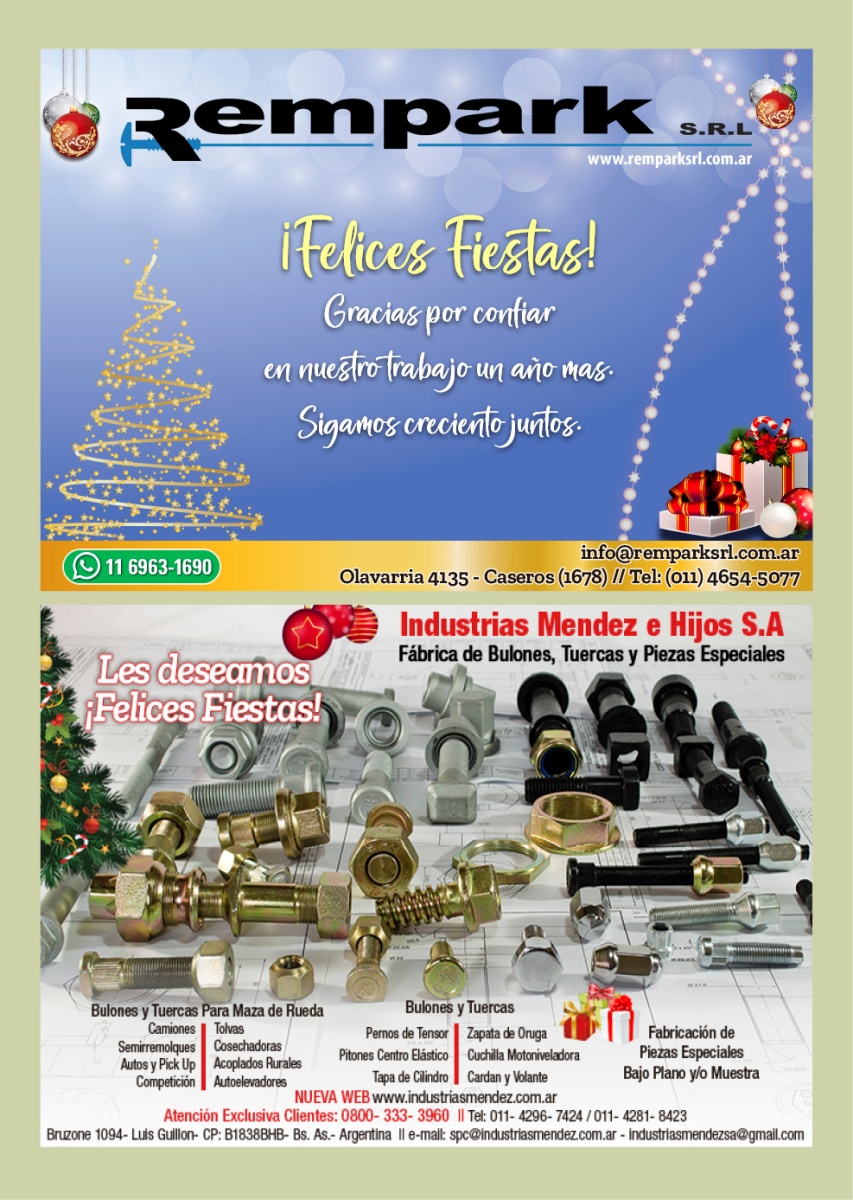 Rempark S.R.L
www.remparksrl.com.ar
¡Felices Fiestas!
Gracias por confiar
en nuestro trabajo un año mas.
Sigamos creciento juntos.
11 6963-1690
info@remparksrl.com.ar
Olavarria 4135 - Caseros (1678) // Tel: (011) 4654-5077
Industrias Mendez e Hijos S.A
Fábrica de Bulones, Tuercas y Piezas Especiales
Les deseamos
¡Felices Fiestas!
Bulones y Tuercas Para Maza de Rueda
Camiones
Semirremolques
Autos y Pick Up
Competición
Tolvas
Cosechadoras
Acoplados Rurales
Autoelevadores
Bulones y Tuercas
Pernos de Tensor
Pitones Centro Elástico
Tapa de Cilindro
Zapata de Oruga
Cuchilla Motoniveladora
Cardan y Volante
Fabricación de
Piezas Especiales
Bajo Plano y/o Muestra
NUEVA WEB www.industriasmendez.com.ar
Atención Exclusiva Clientes: 0800- 333- 3960 || Tel: 011- 4296- 7424 / 011- 4281- 8423
Bruzone 1094- Luis Guillon- CP: B1838BHB- Bs. As.- Argentina || e-mail: spc@industriasmendez.com.ar - industriasmendezsa@gmail.com